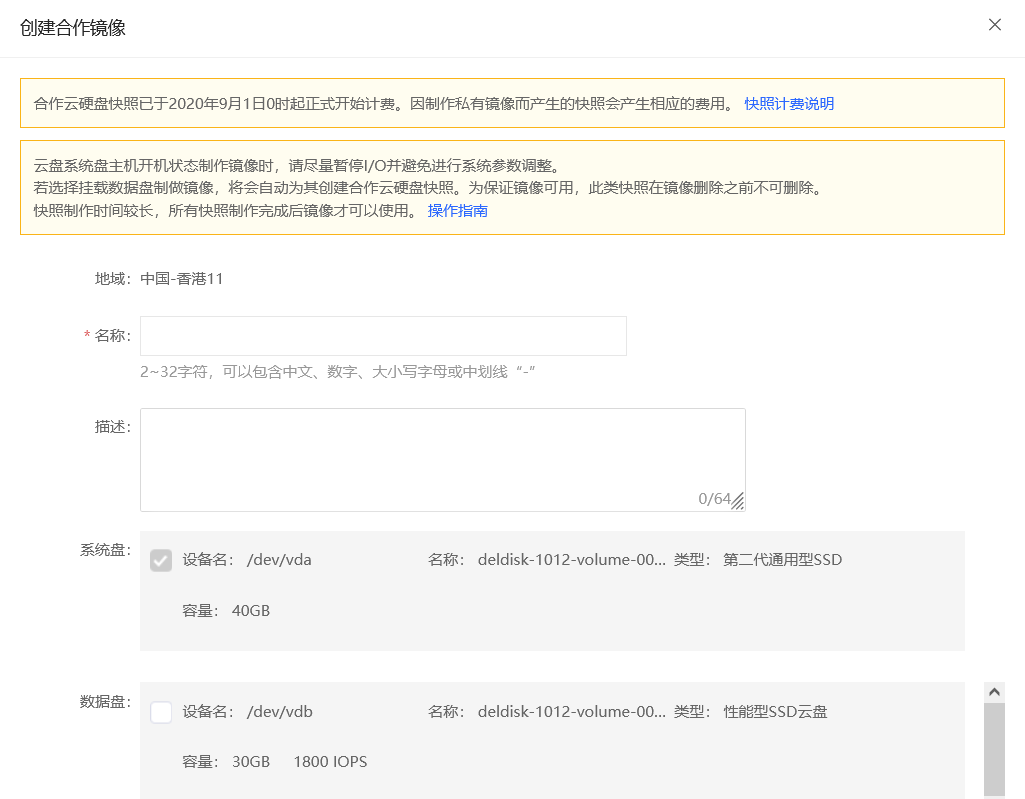 创建合作镜像
合作云硬盘快照已于2020年9月1日0时起正式开始计费。因制作私有镜像而产生的快照会产生相应的费用。 快照计费说明
云盘系统盘主机开机状态制作镜像时，请尽量暂停I/O并避免进行系统参数调整。
若选择挂载数据盘制做镜像，将会自动为其创建合作云硬盘快照。为保证镜像可用，此类快照在镜像删除之前不可删除。
快照制作时间较长，所有快照制作完成后镜像才可以使用。 操作指南
地域： 中国-香港11
* 名称：
2~32字符，可以包含中文、数字、大小写字母或中划线“-”
描述：
0/64
系统盘： 设备名： /dev/vda 名称： deldisk-1012-volume-00... 类型： 第二代通用型SSD
容量： 40GB
数据盘： 设备名： /dev/vdb 名称： deldisk-1012-volume-00... 类型： 性能型SSD云盘
容量： 30GB 1800 IOPS